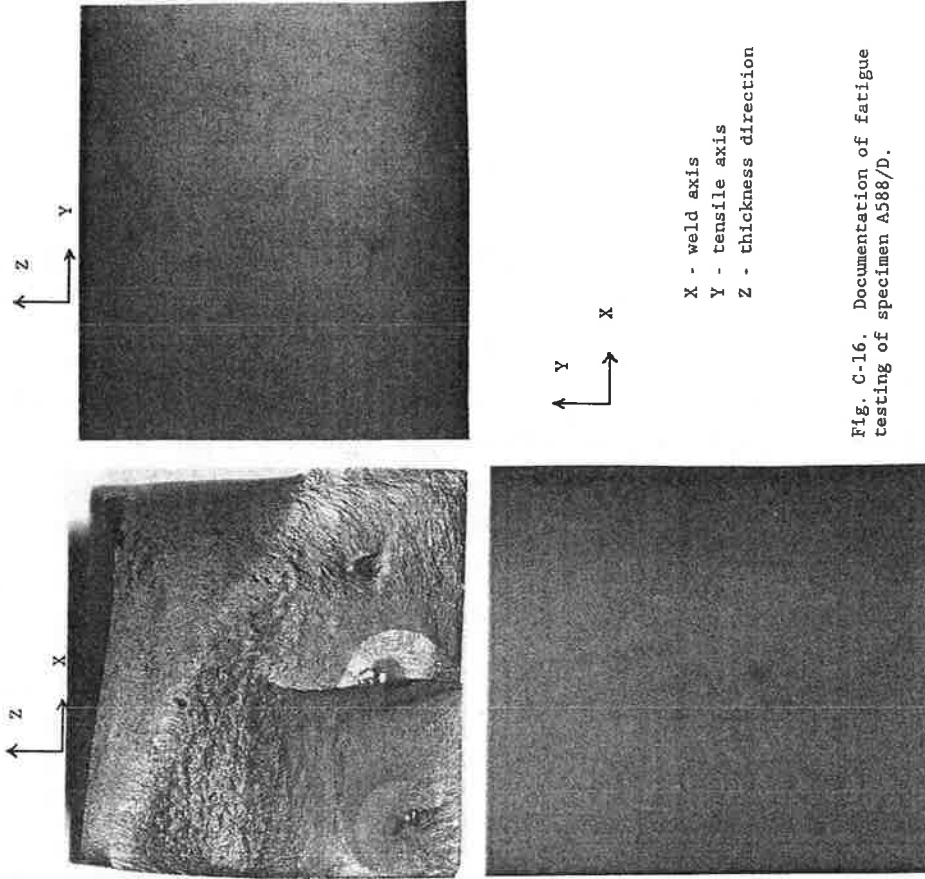 Z
Y
Z
X
Y
X
X - weld axis
Y - tensile axis
Z - thickness direction
Fig. C-16. Documentation of fatigue
testing of specimen A588/D.